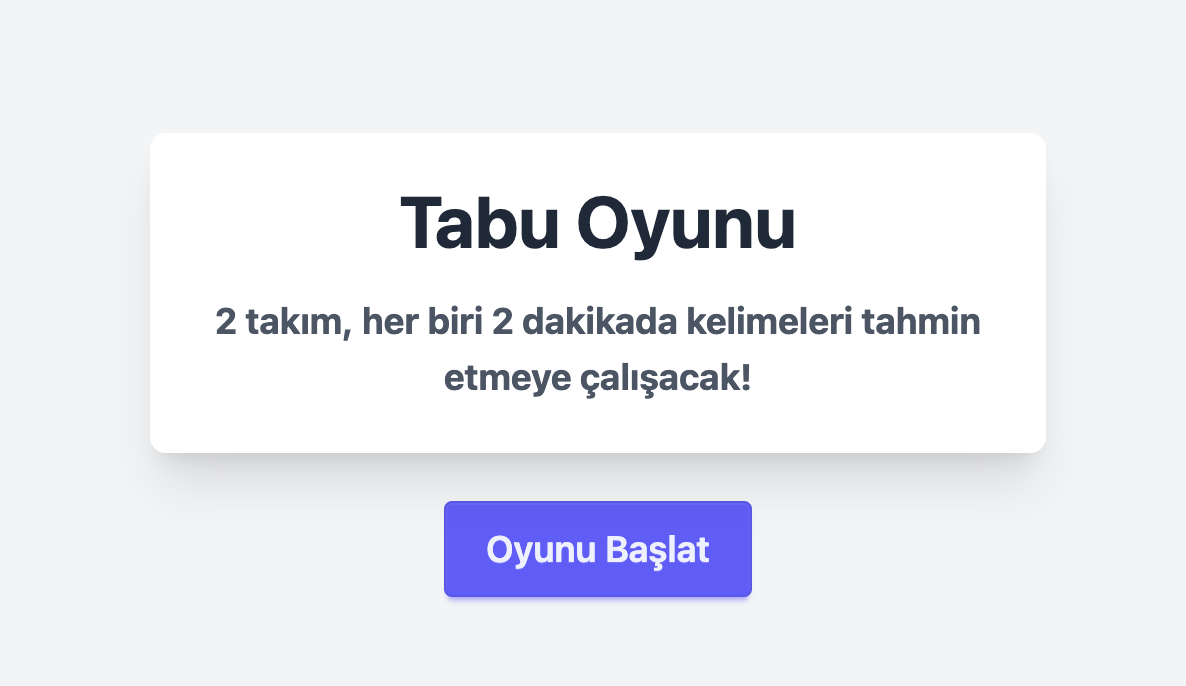 Tabu Oyunu
2 takım, her biri 2 dakikada kelimeleri tahmin
etmeye çalışacak!
Oyunu Başlat